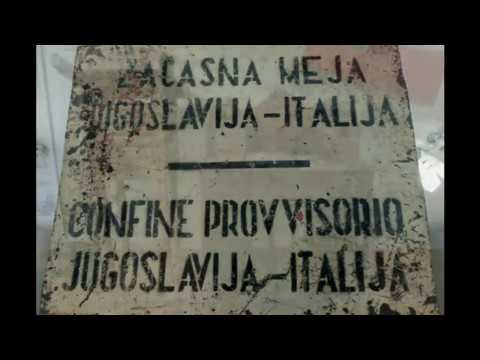 ZAČASNA MEJA
JUGOSLAVIJA-ITALIJA
CONFINE PROVVISORIO
JUGOSLAVIJA-ITALIJA